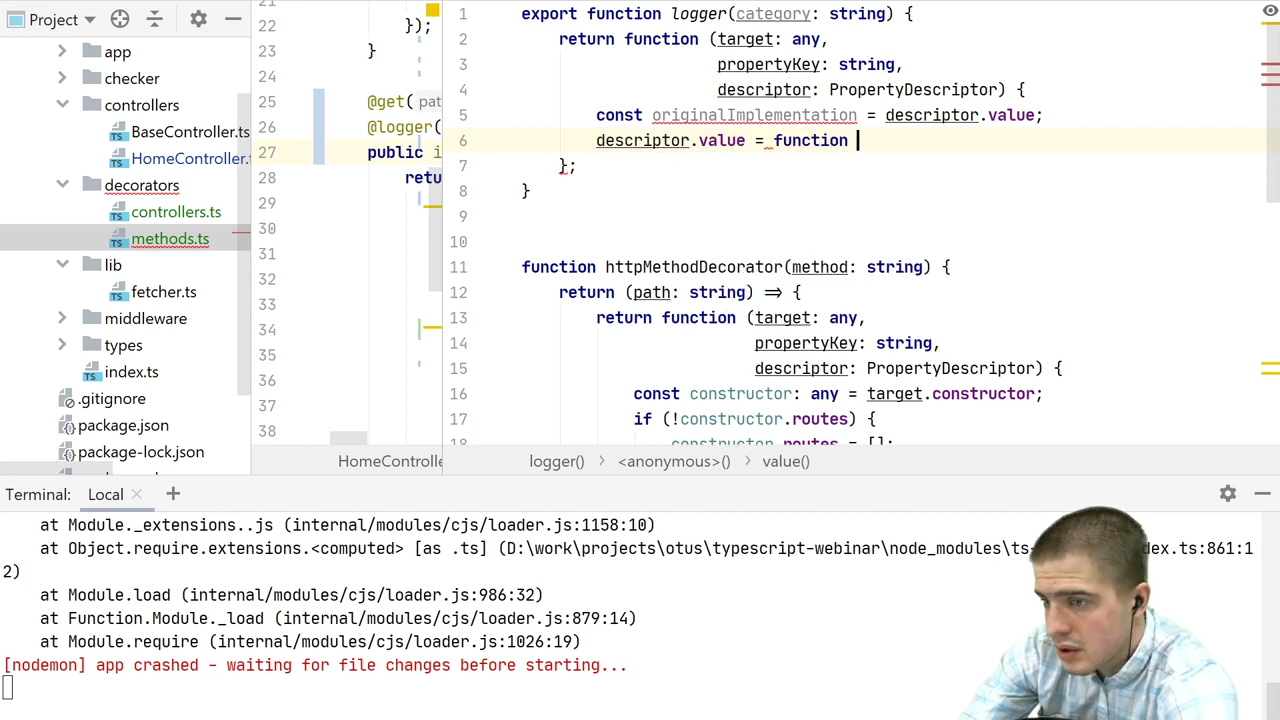 Project
app
checker
controllers
BaseController.ts
HomeController.
decorators
controllers.ts
methods.ts
lib
fetcher.ts
middleware
types
index.ts
.gitignore
package.json
package-lock.json
21
22 });
23 }
24
25 @get( path
26 @logger(
27 public i
28 retu
29
30
31
32
33
34
35
36
37
38
HomeControlle
1 export function logger(category: string) {
2 return function (target: any,
3 propertyKey: string,
4 descriptor: PropertyDescriptor) {
5 const originalImplementation = descriptor.value;
6 descriptor.value = function
7 };
8 }
9
10
11 function httpMethodDecorator(method: string) {
12 return (path: string) => {
13 return function (target: any,
14 propertyKey: string,
15 descriptor: PropertyDescriptor) {
16 const constructor: any = target.constructor;
17 if (!constructor.routes) {
18 constructor.routes = [];
logger() > <anonymous>() > value()
Terminal: Local × +
at Module._extensions..js (internal/modules/cjs/loader.js:1158:10)
at Object.require.extensions.<computed> [as .ts] (D:\work\projects\otus\typescript-webinar\node_modules\ts- dex.ts:861:1
2)
at Module.load (internal/modules/cjs/loader.js:986:32)
at Function.Module._load (internal/modules/cjs/loader.js:879:14)
at Module.require (internal/modules/cjs/loader.js:1026:19)
[nodemon] app crashed - waiting for file changes before starting...